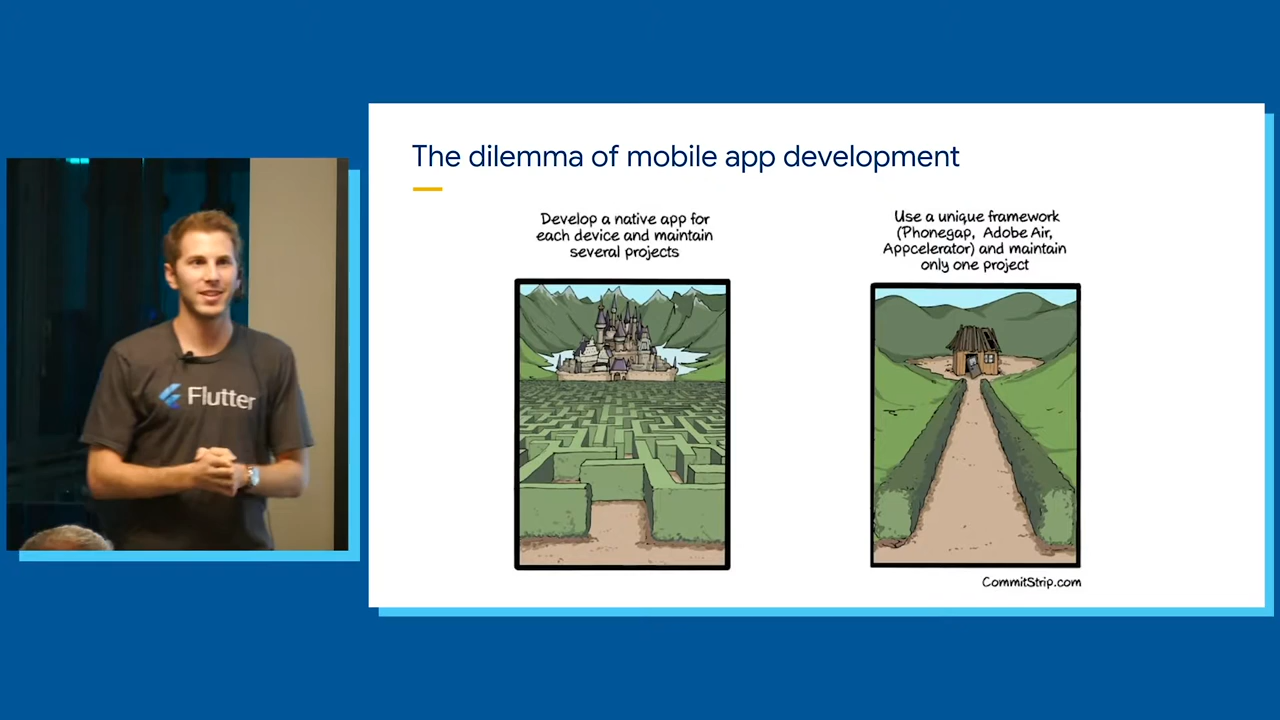 The dilemma of mobile app development
Develop a native app for
each device and maintain
several projects
Use a unique framework
(Phonegap, Adobe Air,
Appcelerator) and maintain
only one project
CommitStrip.com
Flutter